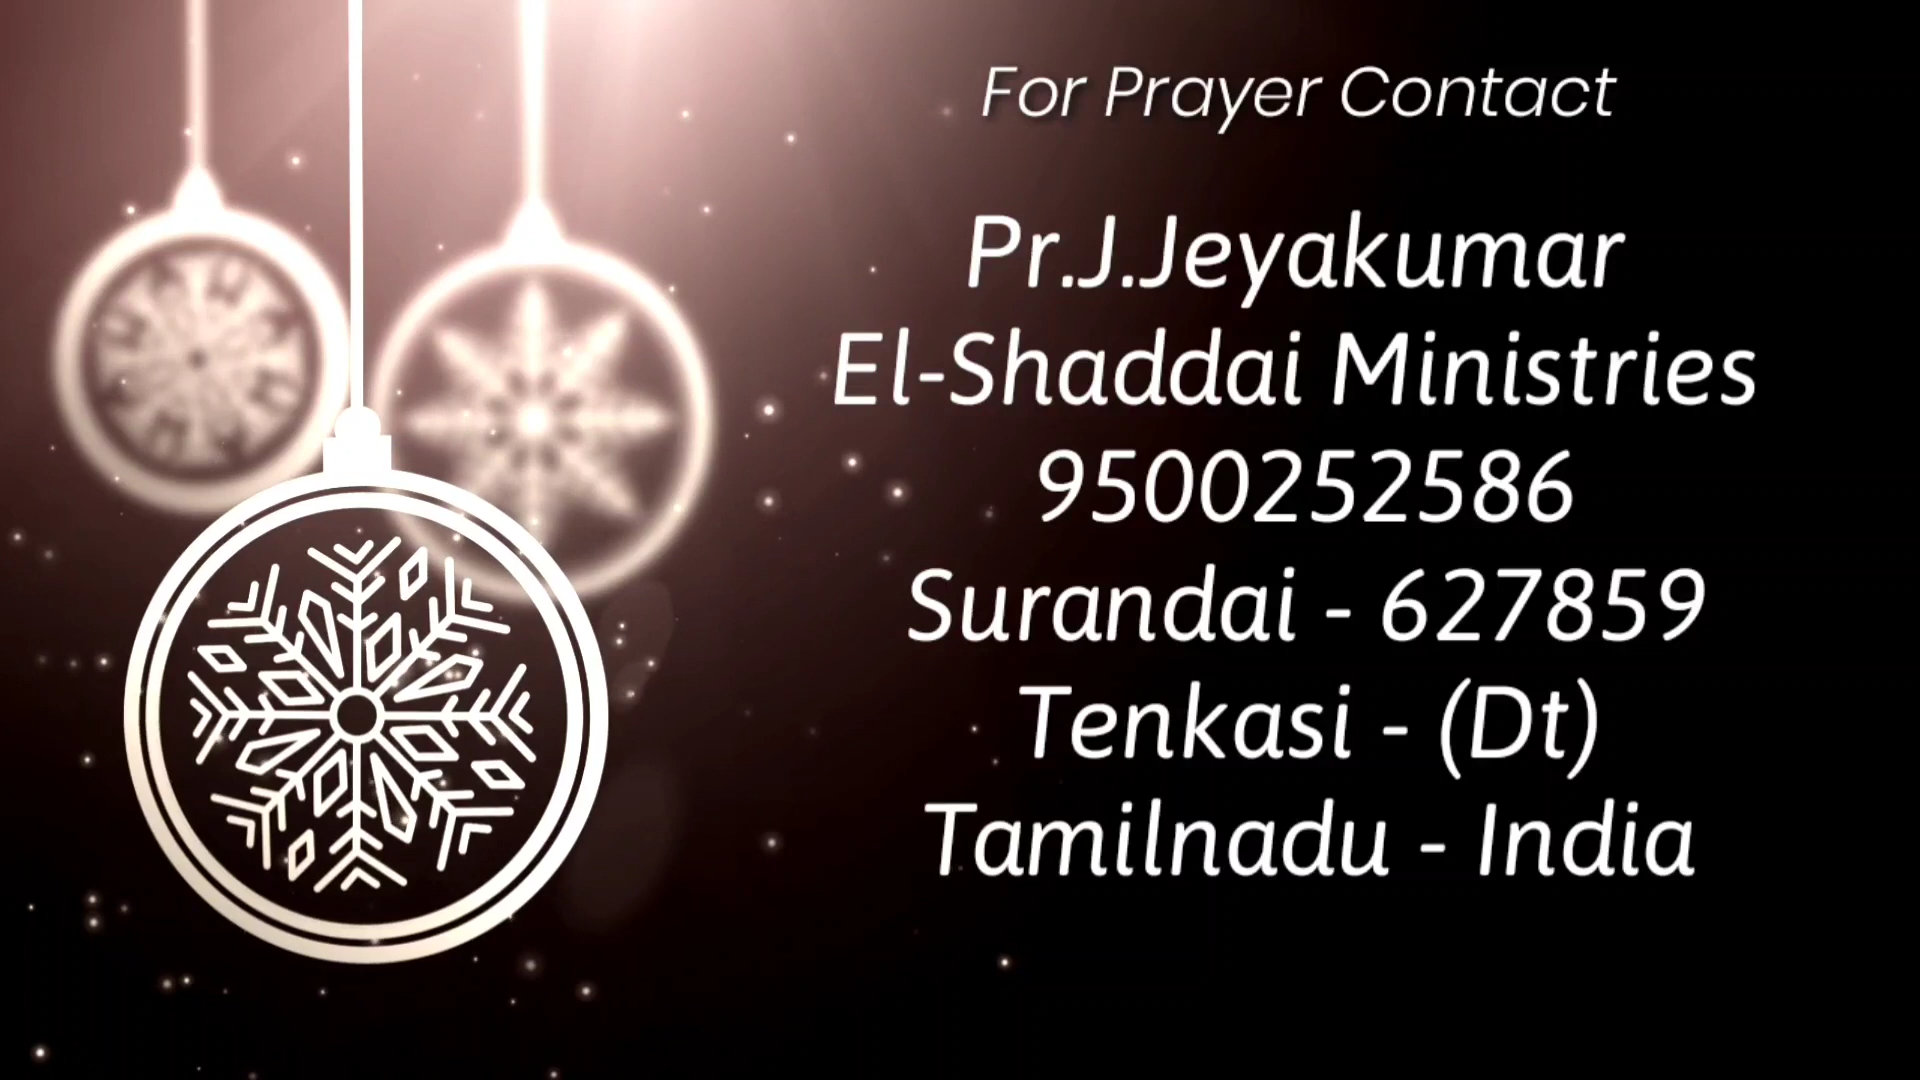 For Prayer Contact
Pr.J.Jeyakumar
El-Shaddai Ministries
9500252586
Surandai - 627859
Tenkasi - (Dt)
Tamilnadu - India